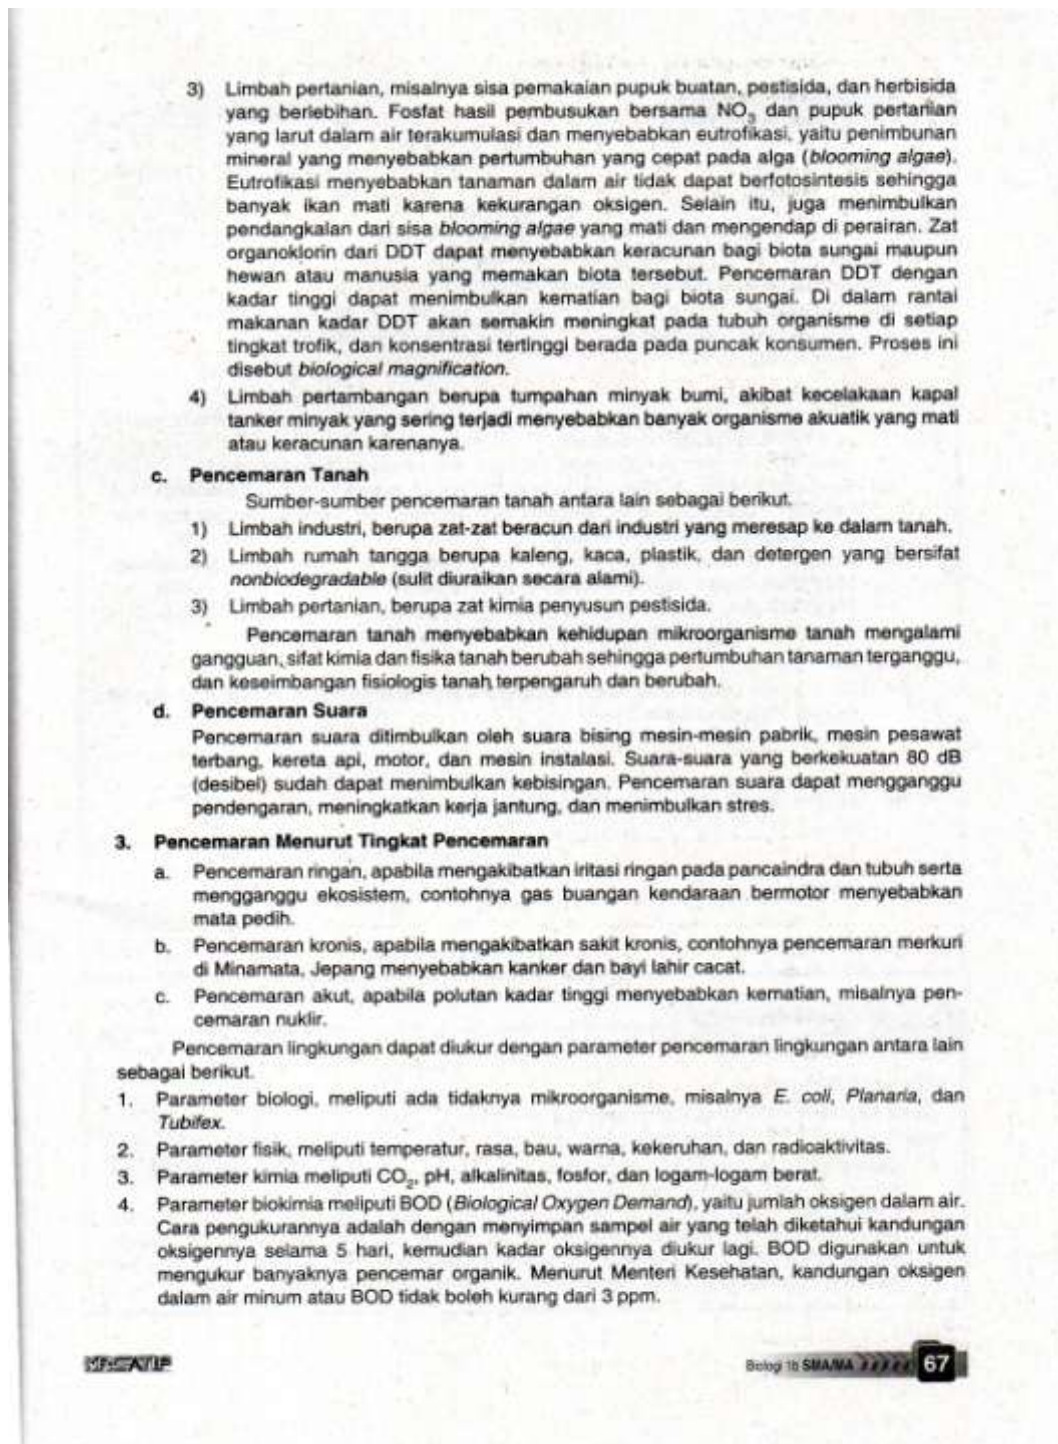 3) Limbah pertanian, misalnya sisa pemakaian pupuk buatan, pestisida, dan herbisida
yang berlebihan. Fosfat hasil pembusukan bersama NO₃ dan pupuk pertanian
yang larut dalam air terakumulasi dan menyebabkan eutrofikasi, yaitu penimbunan
mineral yang menyebabkan pertumbuhan yang cepat pada alga (blooming algae).
Eutrofikasi menyebabkan tanaman dalam air tidak dapat berfotosintesis sehingga
banyak ikan mati karena kekurangan oksigen. Selain itu, juga menimbulkan
pendangkalan dari sisa blooming algae yang mati dan mengendap di perairan. Zat
organoklorin dari DDT dapat menyebabkan keracunan bagi biota sungai maupun
hewan atau manusia yang memakan biota tersebut. Pencemaran DDT dengan
kadar tinggi dapat menimbulkan kematian bagi biota sungai. Di dalam rantai
makanan kadar DDT akan semakin meningkat pada tubuh organisme di setiap
tingkat trofik, dan konsentrasi tertinggi berada pada puncak konsumen. Proses ini
disebut biological magnification.
4) Limbah pertambangan berupa tumpahan minyak bumi, akibat kecelakaan kapal
tanker minyak yang sering terjadi menyebabkan banyak organisme akuatik yang mati
atau keracunan karenanya.
c. Pencemaran Tanah
Sumber-sumber pencemaran tanah antara lain sebagai berikut.
1) Limbah industri, berupa zat-zat beracun dari industri yang meresap ke dalam tanah.
2) Limbah rumah tangga berupa kaleng, kaca, plastik, dan detergen yang bersifat
nonbiodegradable (sulit diuraikan secara alami).
3) Limbah pertanian, berupa zat kimia penyusun pestisida.
Pencemaran tanah menyebabkan kehidupan mikroorganisme tanah mengalami
gangguan, sifat kimia dan fisika tanah berubah sehingga pertumbuhan tanaman terganggu,
dan keseimbangan fisiologis tanah terpengaruh dan berubah.
d. Pencemaran Suara
Pencemaran suara ditimbulkan oleh suara bising mesin-mesin pabrik, mesin pesawat
terbang, kereta api, motor, dan mesin instalasi. Suara-suara yang berkekuatan 80 dB
(desibel) sudah dapat menimbulkan kebisingan. Pencemaran suara dapat mengganggu
pendengaran, meningkatkan kerja jantung, dan menimbulkan stres.
3. Pencemaran Menurut Tingkat Pencemaran
a. Pencemaran ringan, apabila mengakibatkan iritasi ringan pada pancaindra dan tubuh serta
mengganggu ekosistem, contohnya gas buangan kendaraan bermotor menyebabkan
mata pedih.
b. Pencemaran kronis, apabila mengakibatkan sakit kronis, contohnya pencemaran merkuri
di Minamata, Jepang menyebabkan kanker dan bayi lahir cacat.
c. Pencemaran akut, apabila polutan kadar tinggi menyebabkan kematian, misalnya pen-
cemaran nuklir.
Pencemaran lingkungan dapat diukur dengan parameter pencemaran lingkungan antara lain
sebagai berikut.
1. Parameter biologi, meliputi ada tidaknya mikroorganisme, misalnya E. coli, Planaria, dan
Tubifex.
2. Parameter fisik, meliputi temperatur, rasa, bau, warna, kekeruhan, dan radioaktivitas.
3. Parameter kimia meliputi CO₂, pH, alkalinitas, fosfor, dan logam-logam berat.
4. Parameter biokimia meliputi BOD (Biological Oxygen Demand), yaitu jumlah oksigen dalam air.
Cara pengukurannya adalah dengan menyimpan sampel air yang telah diketahui kandungan
oksigennya selama 5 hari, kemudian kadar oksigennya diukur lagi. BOD digunakan untuk
mengukur banyaknya pencemar organik. Menurut Menteri Kesehatan, kandungan oksigen
dalam air minum atau BOD tidak boleh kurang dari 3 ppm.
Biologi 1b SMA/MA 67